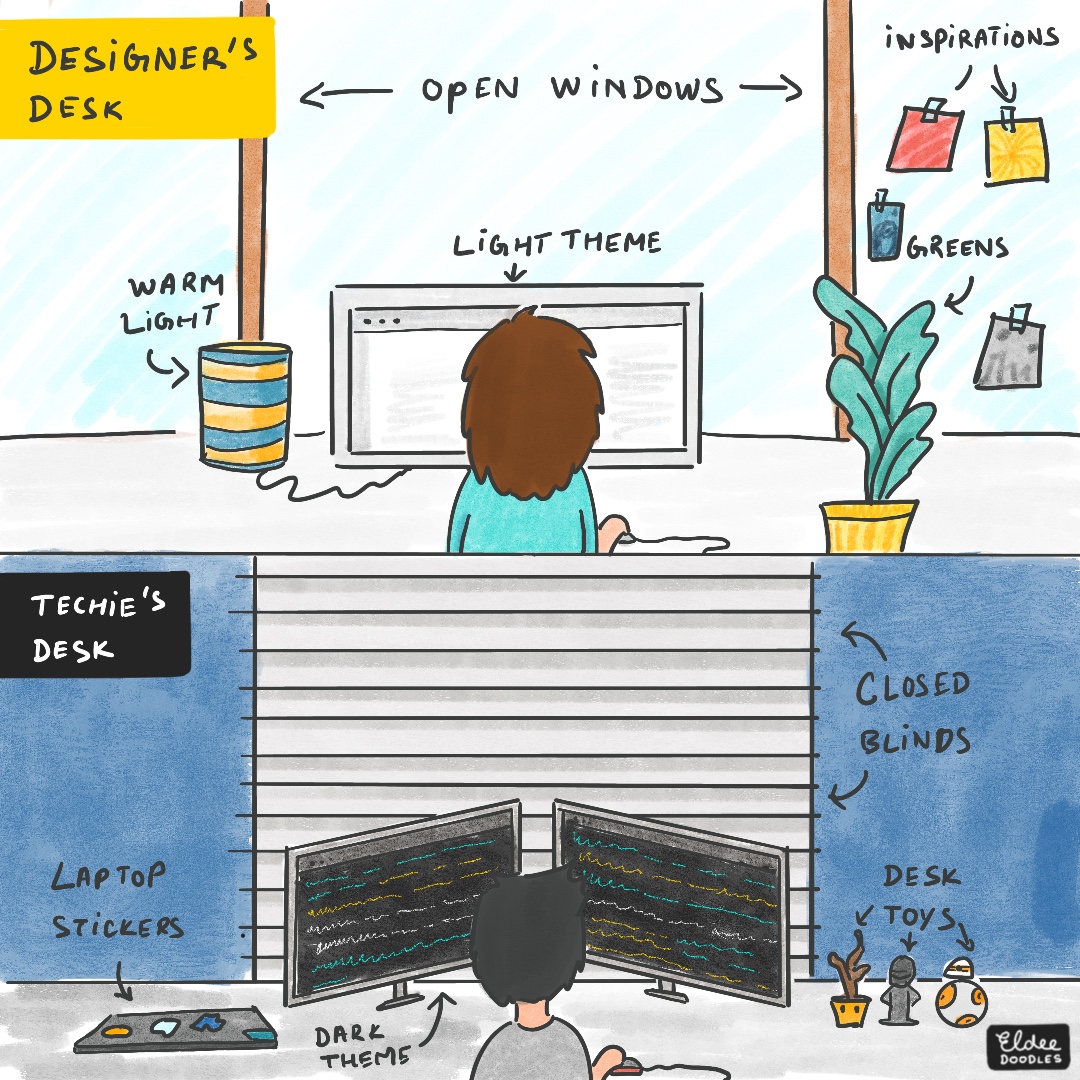 DESiGNER'S
DESK
← OPEN WiNDOWS →
iNSPiRATiONS
GREENS
LiGHT THEME
WARM
LiGHT
TECHiE'S
DESK
CLOSED
BLiNDS
LAPTOP
STiCKERS
DESK
TOYS
DARK
THEME
Eldee
DOODLES